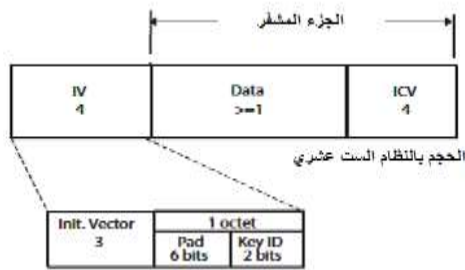 الجزء المشفر
IV
4
Data
>=1
ICV
4
الحجم بالنظام الست عشري
Init. Vector
3
1 octet
Pad
6 bits
Key ID
2 bits